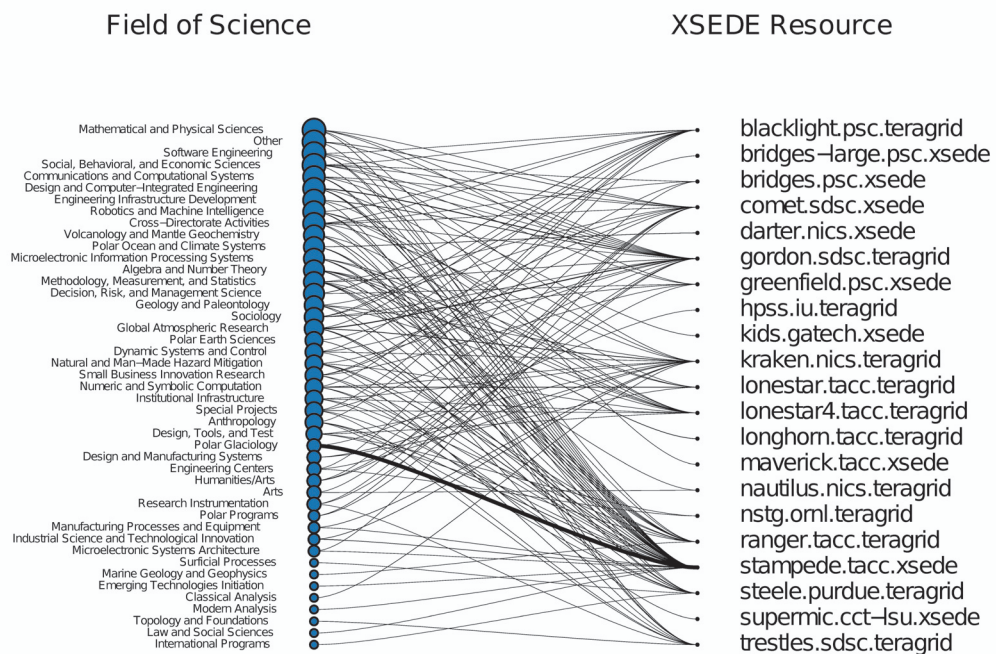 Field of Science
XSEDE Resource
Mathematical and Physical Sciences
Other
Software Engineering
Social, Behavioral, and Economic Sciences
Communications and Computational Systems
Design and Computer−Integrated Engineering
Engineering Infrastructure Development
Robotics and Machine Intelligence
Cross−Directorate Activities
Volcanology and Mantle Geochemistry
Polar Ocean and Climate Systems
Microelectronic Information Processing Systems
Algebra and Number Theory
Methodology, Measurement, and Statistics
Decision, Risk, and Management Science
Geology and Paleontology
Sociology
Global Atmospheric Research
Polar Earth Sciences
Dynamic Systems and Control
Natural and Man−Made Hazard Mitigation
Small Business Innovation Research
Numeric and Symbolic Computation
Institutional Infrastructure
Special Projects
Anthropology
Design, Tools, and Test
Polar Glaciology
Design and Manufacturing Systems
Engineering Centers
Humanities/Arts
Arts
Research Instrumentation
Polar Programs
Manufacturing Processes and Equipment
Industrial Science and Technological Innovation
Microelectronic Systems Architecture
Surficial Processes
Marine Geology and Geophysics
Emerging Technologies Initiation
Classical Analysis
Modern Analysis
Topology and Foundations
Law and Social Sciences
International Programs
blacklight.psc.teragrid
bridges−large.psc.xsede
bridges.psc.xsede
comet.sdsc.xsede
darter.nics.xsede
gordon.sdsc.teragrid
greenfield.psc.xsede
hpss.iu.teragrid
kids.gatech.xsede
kraken.nics.teragrid
lonestar.tacc.teragrid
lonestar4.tacc.teragrid
longhorn.tacc.teragrid
maverick.tacc.xsede
nautilus.nics.teragrid
nstg.ornl.teragrid
ranger.tacc.teragrid
stampede.tacc.xsede
steele.purdue.teragrid
supermic.cct−lsu.xsede
trestles.sdsc.teragrid